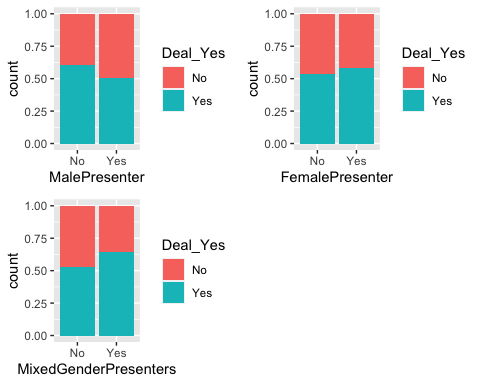 1.00
0.75
0.50
0.25
0.00
count
No
Yes
MalePresenter
Deal_Yes
No
Yes
1.00
0.75
0.50
0.25
0.00
count
No
Yes
FemalePresenter
Deal_Yes
No
Yes
1.00
0.75
0.50
0.25
0.00
count
No
Yes
MixedGenderPresenters
Deal_Yes
No
Yes